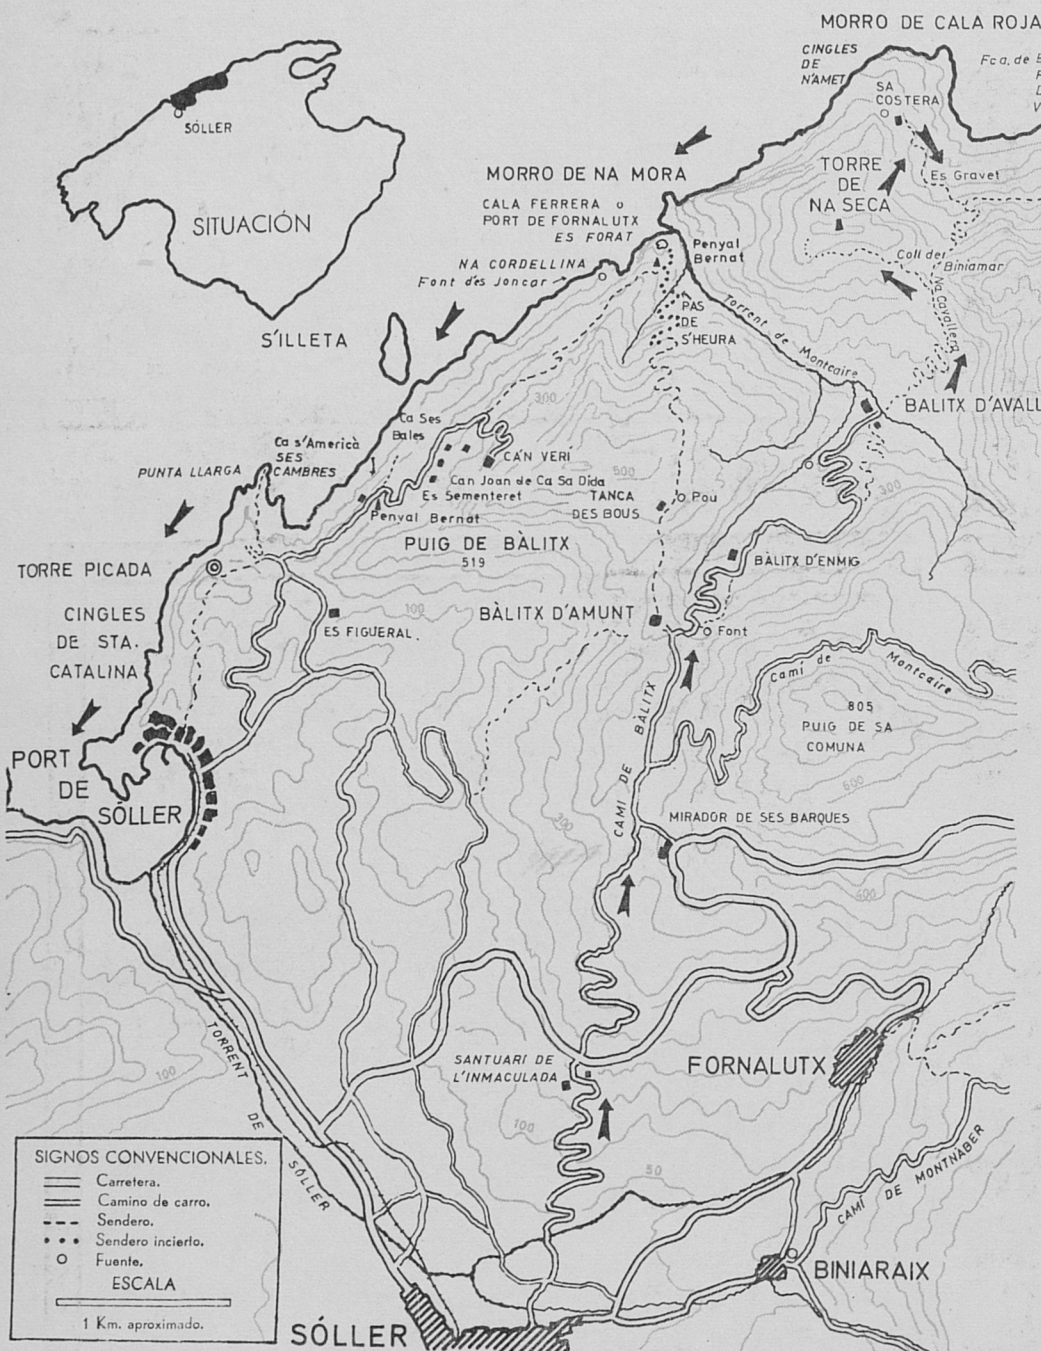 MORRO DE CALA ROJA
CINGLES
DE
N'AMET
Fca. de
SA
COSTERA
SÓLLER
SITUACIÓN
MORRO DE NA MORA
TORRE
DE
NA SECA
Es Gravet
CALA FERRERA o
PORT DE FORNALUTX
ES FORAT
Penyal
Bernat
Coll de
Biniamar
NA CORDELLINA
Font des Joncar
Na Cavallera
S'ILLETA
PAS
DE
S'HEURA
Torrent de Montcaire
300
BALITX D'AVALL
Ca Ses
Bales
Ca s'Americà
SES
CAMBRES
PUNTA LLARGA
CA'N VERI
500
Can Joan de Ca Sa Dida
Es Sementeret
TANCA
DES BOUS
Pou
300
Penyal Bernat
PUIG DE BÀLITX
519
BÀLITX D'ENMIG
TORRE PICADA
CINGLES
DE STA.
CATALINA
100
ES FIGUERAL.
BÀLITX D'AMUNT
Font
Camí de Montcaire
805
PUIG DE SA
COMUNA
600
CAMÍ DE BÀLITX
PORT
DE
SÓLLER
300
MIRADOR DE SES BARQUES
400
TORRENT DE SÓLLER
100
SANTUARI DE
L'INMACULADA
FORNALUTX
100
50
CAMÍ DE MONTNÀBER
BINIARAIX
SÓLLER
SIGNOS CONVENCIONALES.
Carretera.
Camino de carro.
Sendero.
Sendero incierto.
Fuente.
ESCALA
1 Km. aproximado.